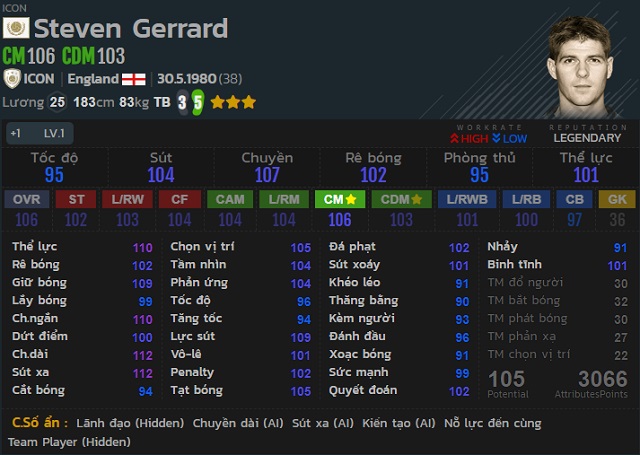 ICON
Steven Gerrard
CM 106 CDM 103
ICON England 30.5.1980 (38)
Lương 25 183cm 83kg TB 3 5
+1 LV.1
WORKRATE REPUTATION
HIGH LOW LEGENDARY
Tốc độ Sút Chuyền Rê bóng Phòng thủ Thể lực
95 104 107 102 95 101
OVR ST L/RW CF CAM L/RM CM CDM L/RWB L/RB CB GK
106 102 103 104 104 104 106 103 101 100 97 36
Thể lực 110 Chọn vị trí 105 Đá phạt 102 Nhảy 91
Rê bóng 102 Tầm nhìn 104 Sút xoáy 101 Bình tĩnh 101
Giữ bóng 109 Phản ứng 104 Khéo léo 91 TM đổ người 30
Lấy bóng 99 Tốc độ 96 Thăng bằng 90 TM bắt bóng 32
Ch.ngắn 110 Tăng tốc 94 Kèm người 93 TM phát bóng 30
Dứt điểm 100 Lực sút 109 Đánh đầu 96 TM phản xạ 27
Ch.dài 112 Vô-lê 101 Xoạc bóng 91 TM chọn vị trí 22
Sút xa 112 Penalty 102 Sức mạnh 99 105 3066
Cắt bóng 94 Tạt bóng 105 Quyết đoán 102 Potential AttributesPoints
C.Số ẩn : Lãnh đạo (Hidden) Chuyền dài (AI) Sút xa (AI) Kiến tạo (AI) Nỗ lực đến cùng
Team Player (Hidden)